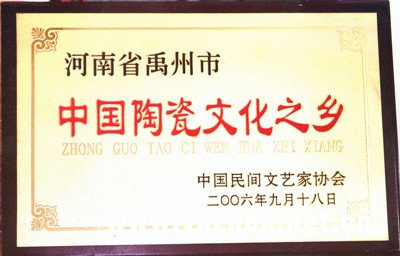 河南省禹州市
中国陶瓷文化之乡
ZHONG GUO TAO CI WEN HUA ZHI XIANG
中国民间文艺家协会
二〇〇六年九月十八日